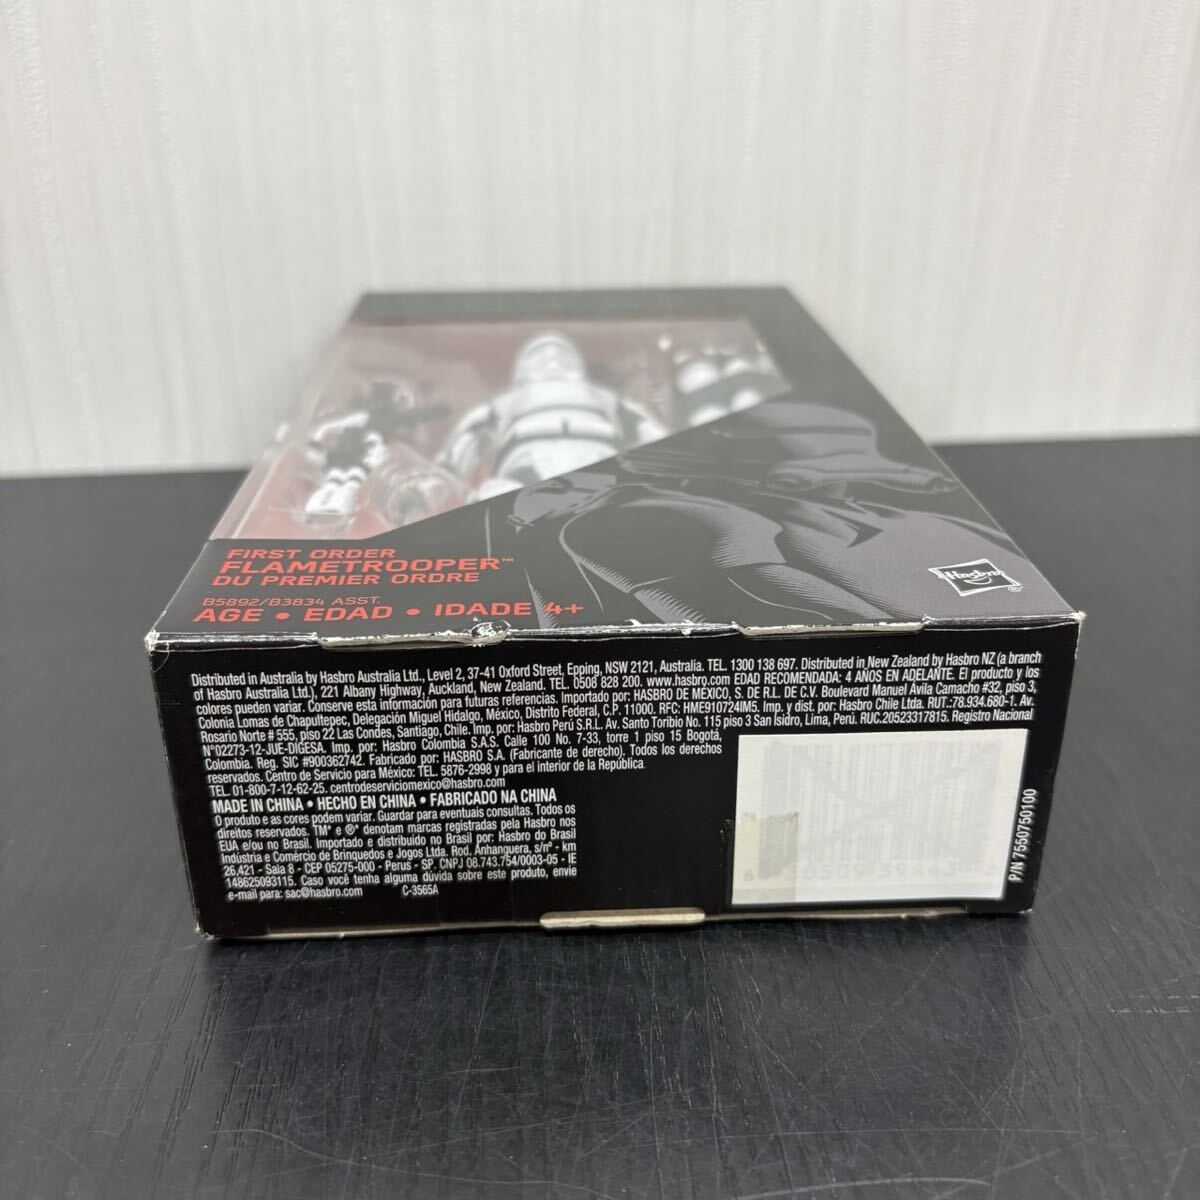 FIRST ORDER
FLAMETROOPER™
DU PREMIER ORDRE
B5892/B3834 ASST.
AGE • EDAD • IDADE 4+
Hasbro
®
Distributed in Australia by Hasbro Australia Ltd., Level 2, 37-41 Oxford Street, Epping, NSW 2121, Australia. TEL. 1300 138 697. Distributed in New Zealand by Hasbro NZ (a branch
of Hasbro Australia Ltd.), 221 Albany Highway, Auckland, New Zealand. TEL. 0508 828 200. www.hasbro.com EDAD RECOMENDADA: 4 AÑOS EN ADELANTE. El producto y los
colores pueden variar. Conserve esta información para futuras referencias. Importado por: HASBRO DE MEXICO, S. DE R.L. DE C.V. Boulevard Manuel Ávila Camacho #32, piso 3,
Colonia Lomas de Chapultepec, Delegación Miguel Hidalgo, México, Distrito Federal, C.P. 11000. RFC: HME910724IM5. Imp. y dist. por: Hasbro Chile Ltda. RUT.:78.934.680-1. Av.
Rosario Norte # 555, piso 22 Las Condes, Santiago, Chile. Imp. por: Hasbro Perú S.R.L. Av. Santo Toribio No. 115 piso 3 San Isidro, Lima, Perú. RUC.20523317815. Registro Nacional
N°02273-12-JUE-DIGESA. Imp. por: Hasbro Colombia S.A.S. Calle 100 No. 7-33, torre 1 piso 15 Bogotá,
Colombia. Reg. SIC #900362742. Fabricado por: HASBRO S.A. (Fabricante de derecho). Todos los derechos
reservados. Centro de Servicio para México: TEL. 5876-2998 y para el interior de la República.
TEL. 01-800-7-12-62-25. centrodeserviciomexico@hasbro.com
MADE IN CHINA • HECHO EN CHINA • FABRICADO NA CHINA
O produto e as cores podem variar. Guardar para eventuais consultas. Todos os
direitos reservados. TM* e ®* denotam marcas registradas pela Hasbro nos
EUA e/ou no Brasil. Importado e distribuido no Brasil por: Hasbro do Brasil
Indústria e Comércio de Brinquedos e Jogos Ltda. Rod. Anhanguera, s/nº - km
26,421 - Sala 8 - CEP 05275-000 - Perus - SP. CNPJ 08.743.754/0003-05 - IE
148625093115. Caso você tenha alguma dúvida sobre este produto, envie
e-mail para: sac@hasbro.com C-3565A
P/N 7550750100